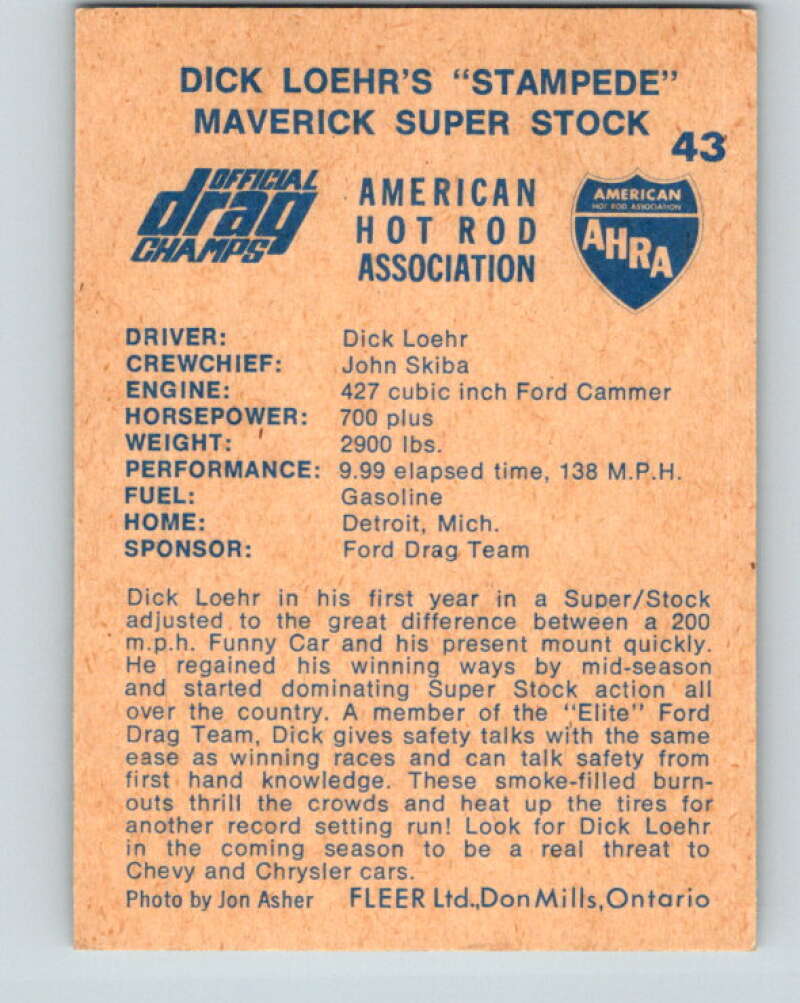 DICK LOEHR'S "STAMPEDE"
MAVERICK SUPER STOCK
43
OFFICIAL
drag
CHAMPS
AMERICAN
HOT ROD
ASSOCIATION
AMERICAN
HOT ROD ASSOCIATION
AHRA
DRIVER: Dick Loehr
CREWCHIEF: John Skiba
ENGINE: 427 cubic inch Ford Cammer
HORSEPOWER: 700 plus
WEIGHT: 2900 lbs.
PERFORMANCE: 9.99 elapsed time, 138 M.P.H.
FUEL: Gasoline
HOME: Detroit, Mich.
SPONSOR: Ford Drag Team
Dick Loehr in his first year in a Super/Stock
adjusted to the great difference between a 200
m.p.h. Funny Car and his present mount quickly.
He regained his winning ways by mid-season
and started dominating Super Stock action all
over the country. A member of the "Elite" Ford
Drag Team, Dick gives safety talks with the same
ease as winning races and can talk safety from
first hand knowledge. These smoke-filled burn-
outs thrill the crowds and heat up the tires for
another record setting run! Look for Dick Loehr
in the coming season to be a real threat to
Chevy and Chrysler cars.
Photo by Jon Asher FLEER Ltd., Don Mills, Ontario